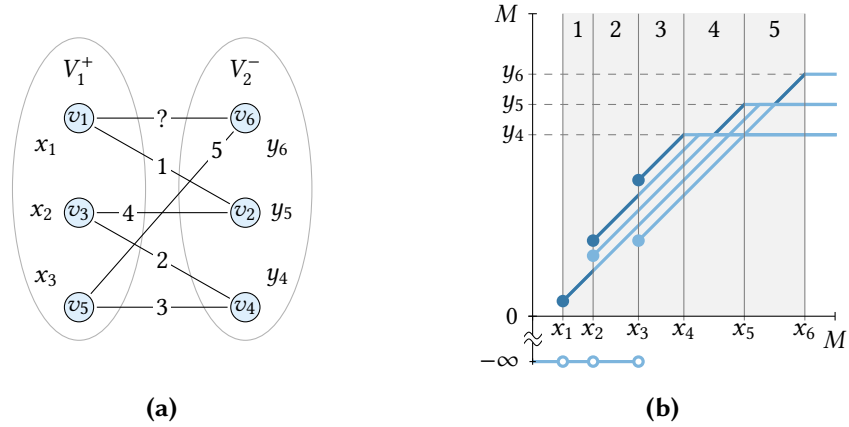 V₁⁺ V₂⁻
v₁ ? v₆
x₁ 1 5 y₆
x₂ v₃ 4 v₂ y₅
x₃ 2 y₄
v₅ 3 v₄
(a)
M
1 2 3 4 5
y₆
y₅
y₄
0
x₁ x₂ x₃ x₄ x₅ x₆ M
−∞
(b)